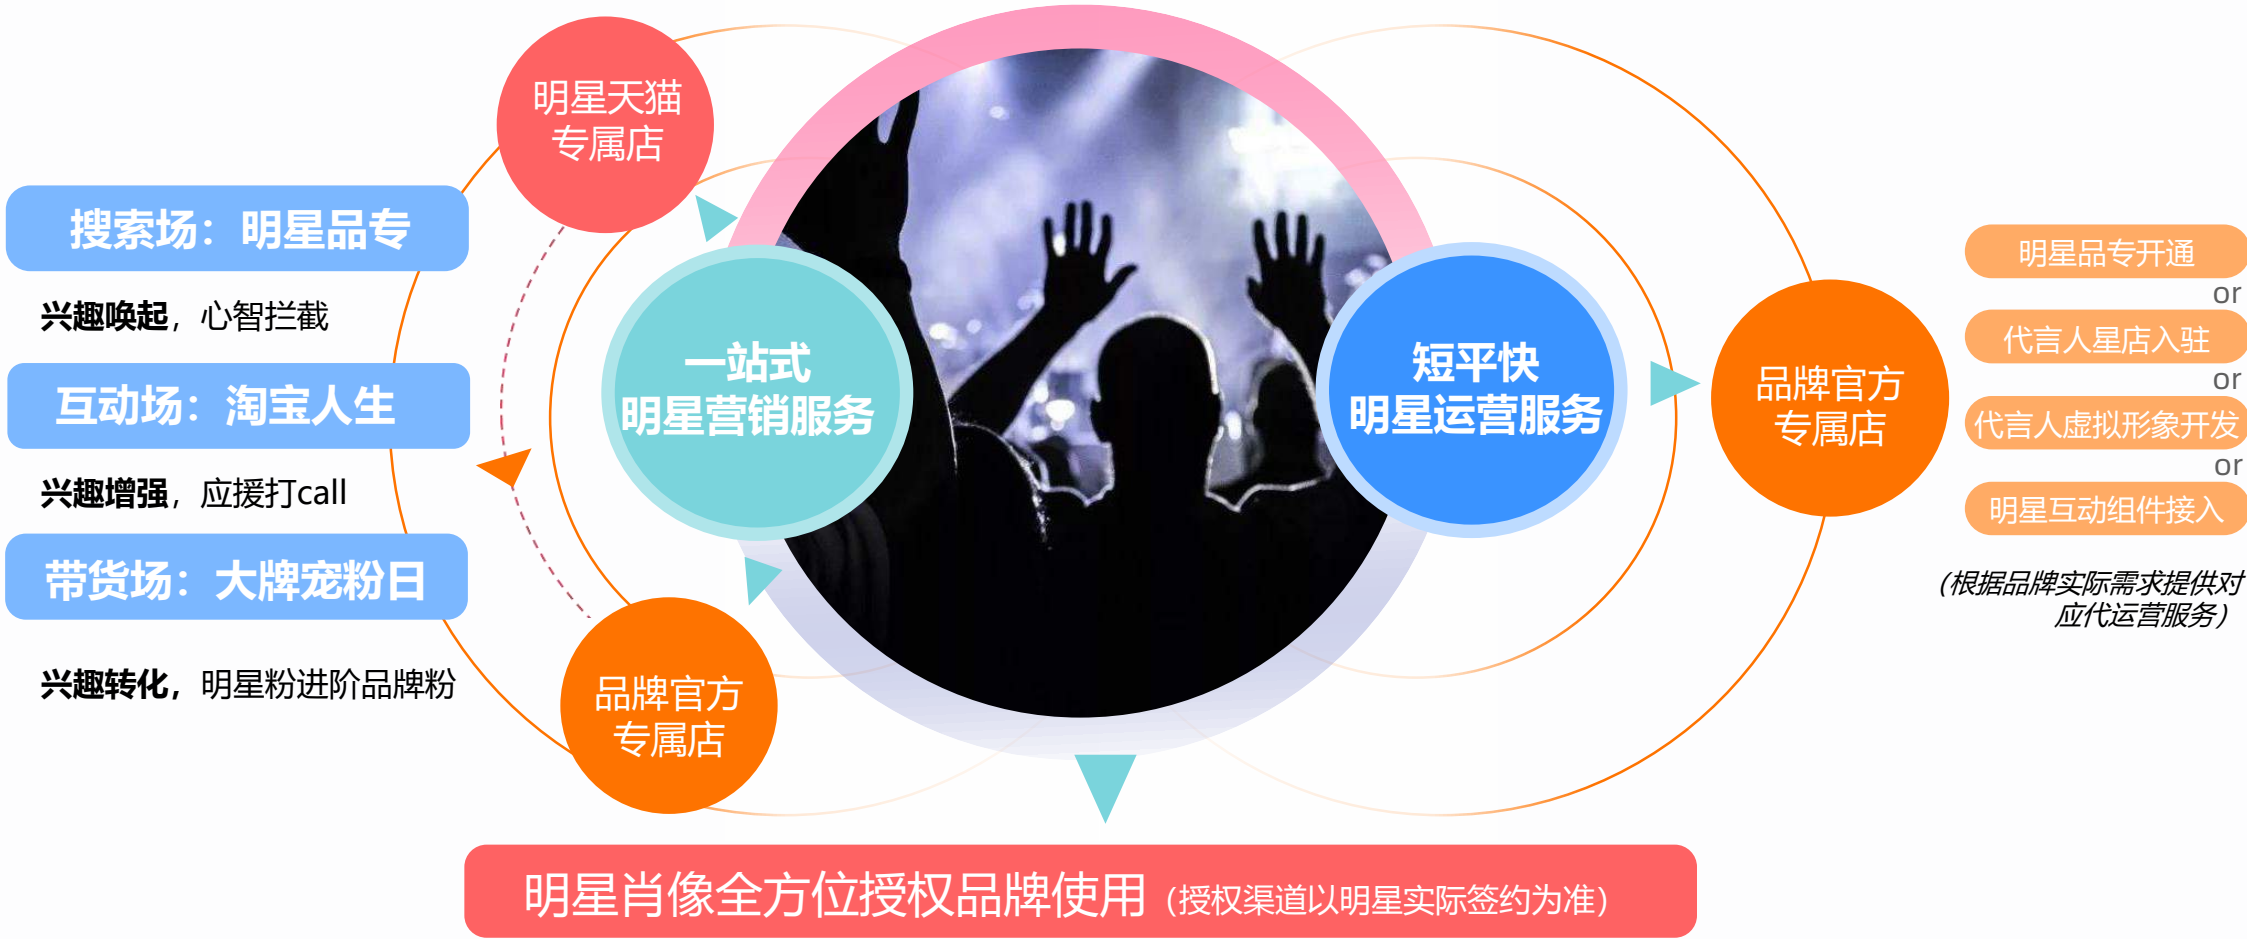 明星天猫
专属店
搜索场：明星品专
兴趣唤起，心智拦截
互动场：淘宝人生
兴趣增强，应援打call
带货场：大牌宠粉日
兴趣转化，明星粉进阶品牌粉
一站式
明星营销服务
品牌官方
专属店
短平快
明星运营服务
品牌官方
专属店
明星品专开通
or
代言人星店入驻
or
代言人虚拟形象开发
or
明星互动组件接入
（根据品牌实际需求提供对
应代运营服务）
明星肖像全方位授权品牌使用（授权渠道以明星实际签约为准）